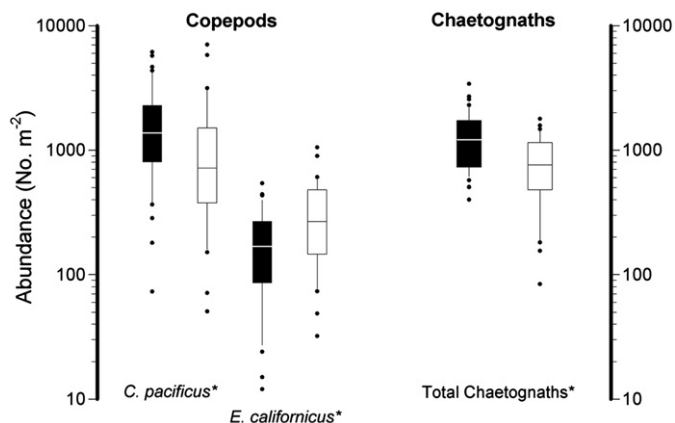 Copepods
Chaetognaths
10000
10000
1000
1000
Abundance (No. m-2)
100
100
C. pacificus*
Total Chaetognaths*
10
10
E. californicus*